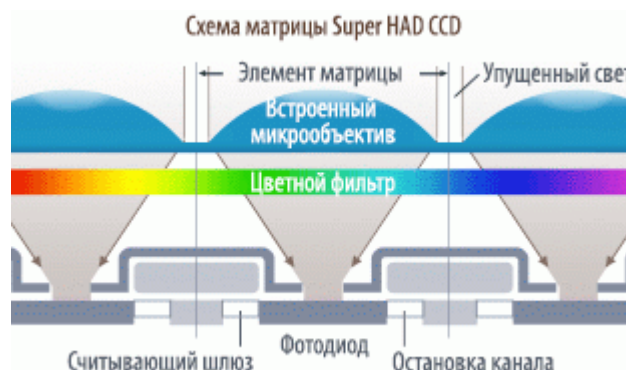 Схема матрицы Super HAD CCD
Элемент матрицы
Упущенный свет
Встроенный
микрообъектив
Цветной фильтр
Считывающий шлюз
Фотодиод
Остановка канала